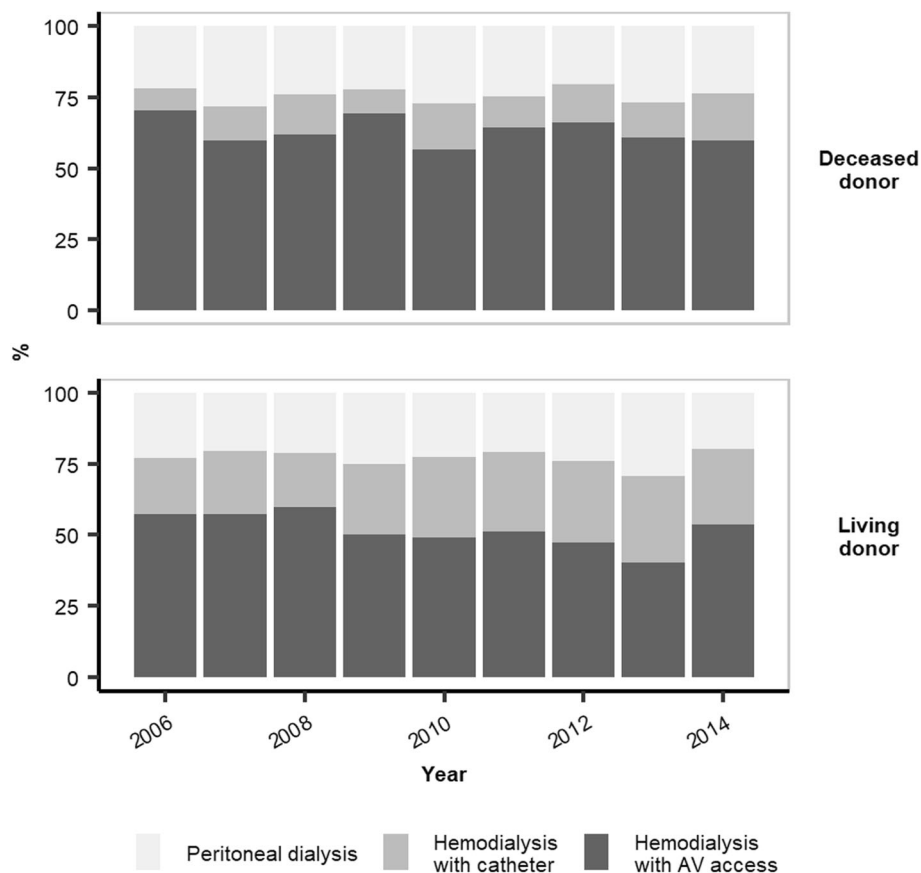 100
75
50
25
0
Deceased
donor
%
100
75
50
25
0
Living
donor
2006
2008
2010
2012
2014
Year
Peritoneal dialysis
Hemodialysis
with catheter
Hemodialysis
with AV access